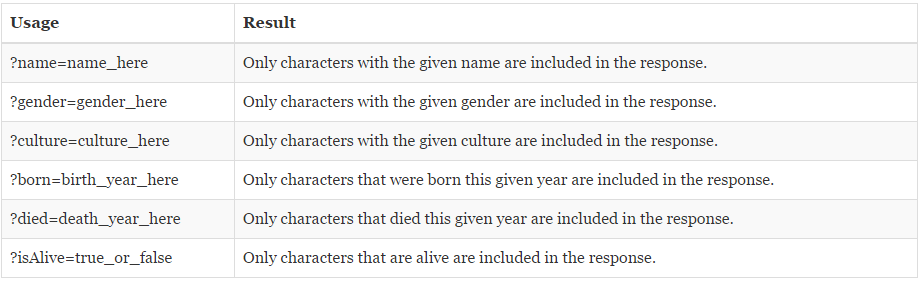 Usage Result
?name=name_here Only characters with the given name are included in the response.
?gender=gender_here Only characters with the given gender are included in the response.
?culture=culture_here Only characters with the given culture are included in the response.
?born=birth_year_here Only characters that were born this given year are included in the response.
?died=death_year_here Only characters that died this given year are included in the response.
?isAlive=true_or_false Only characters that are alive are included in the response.